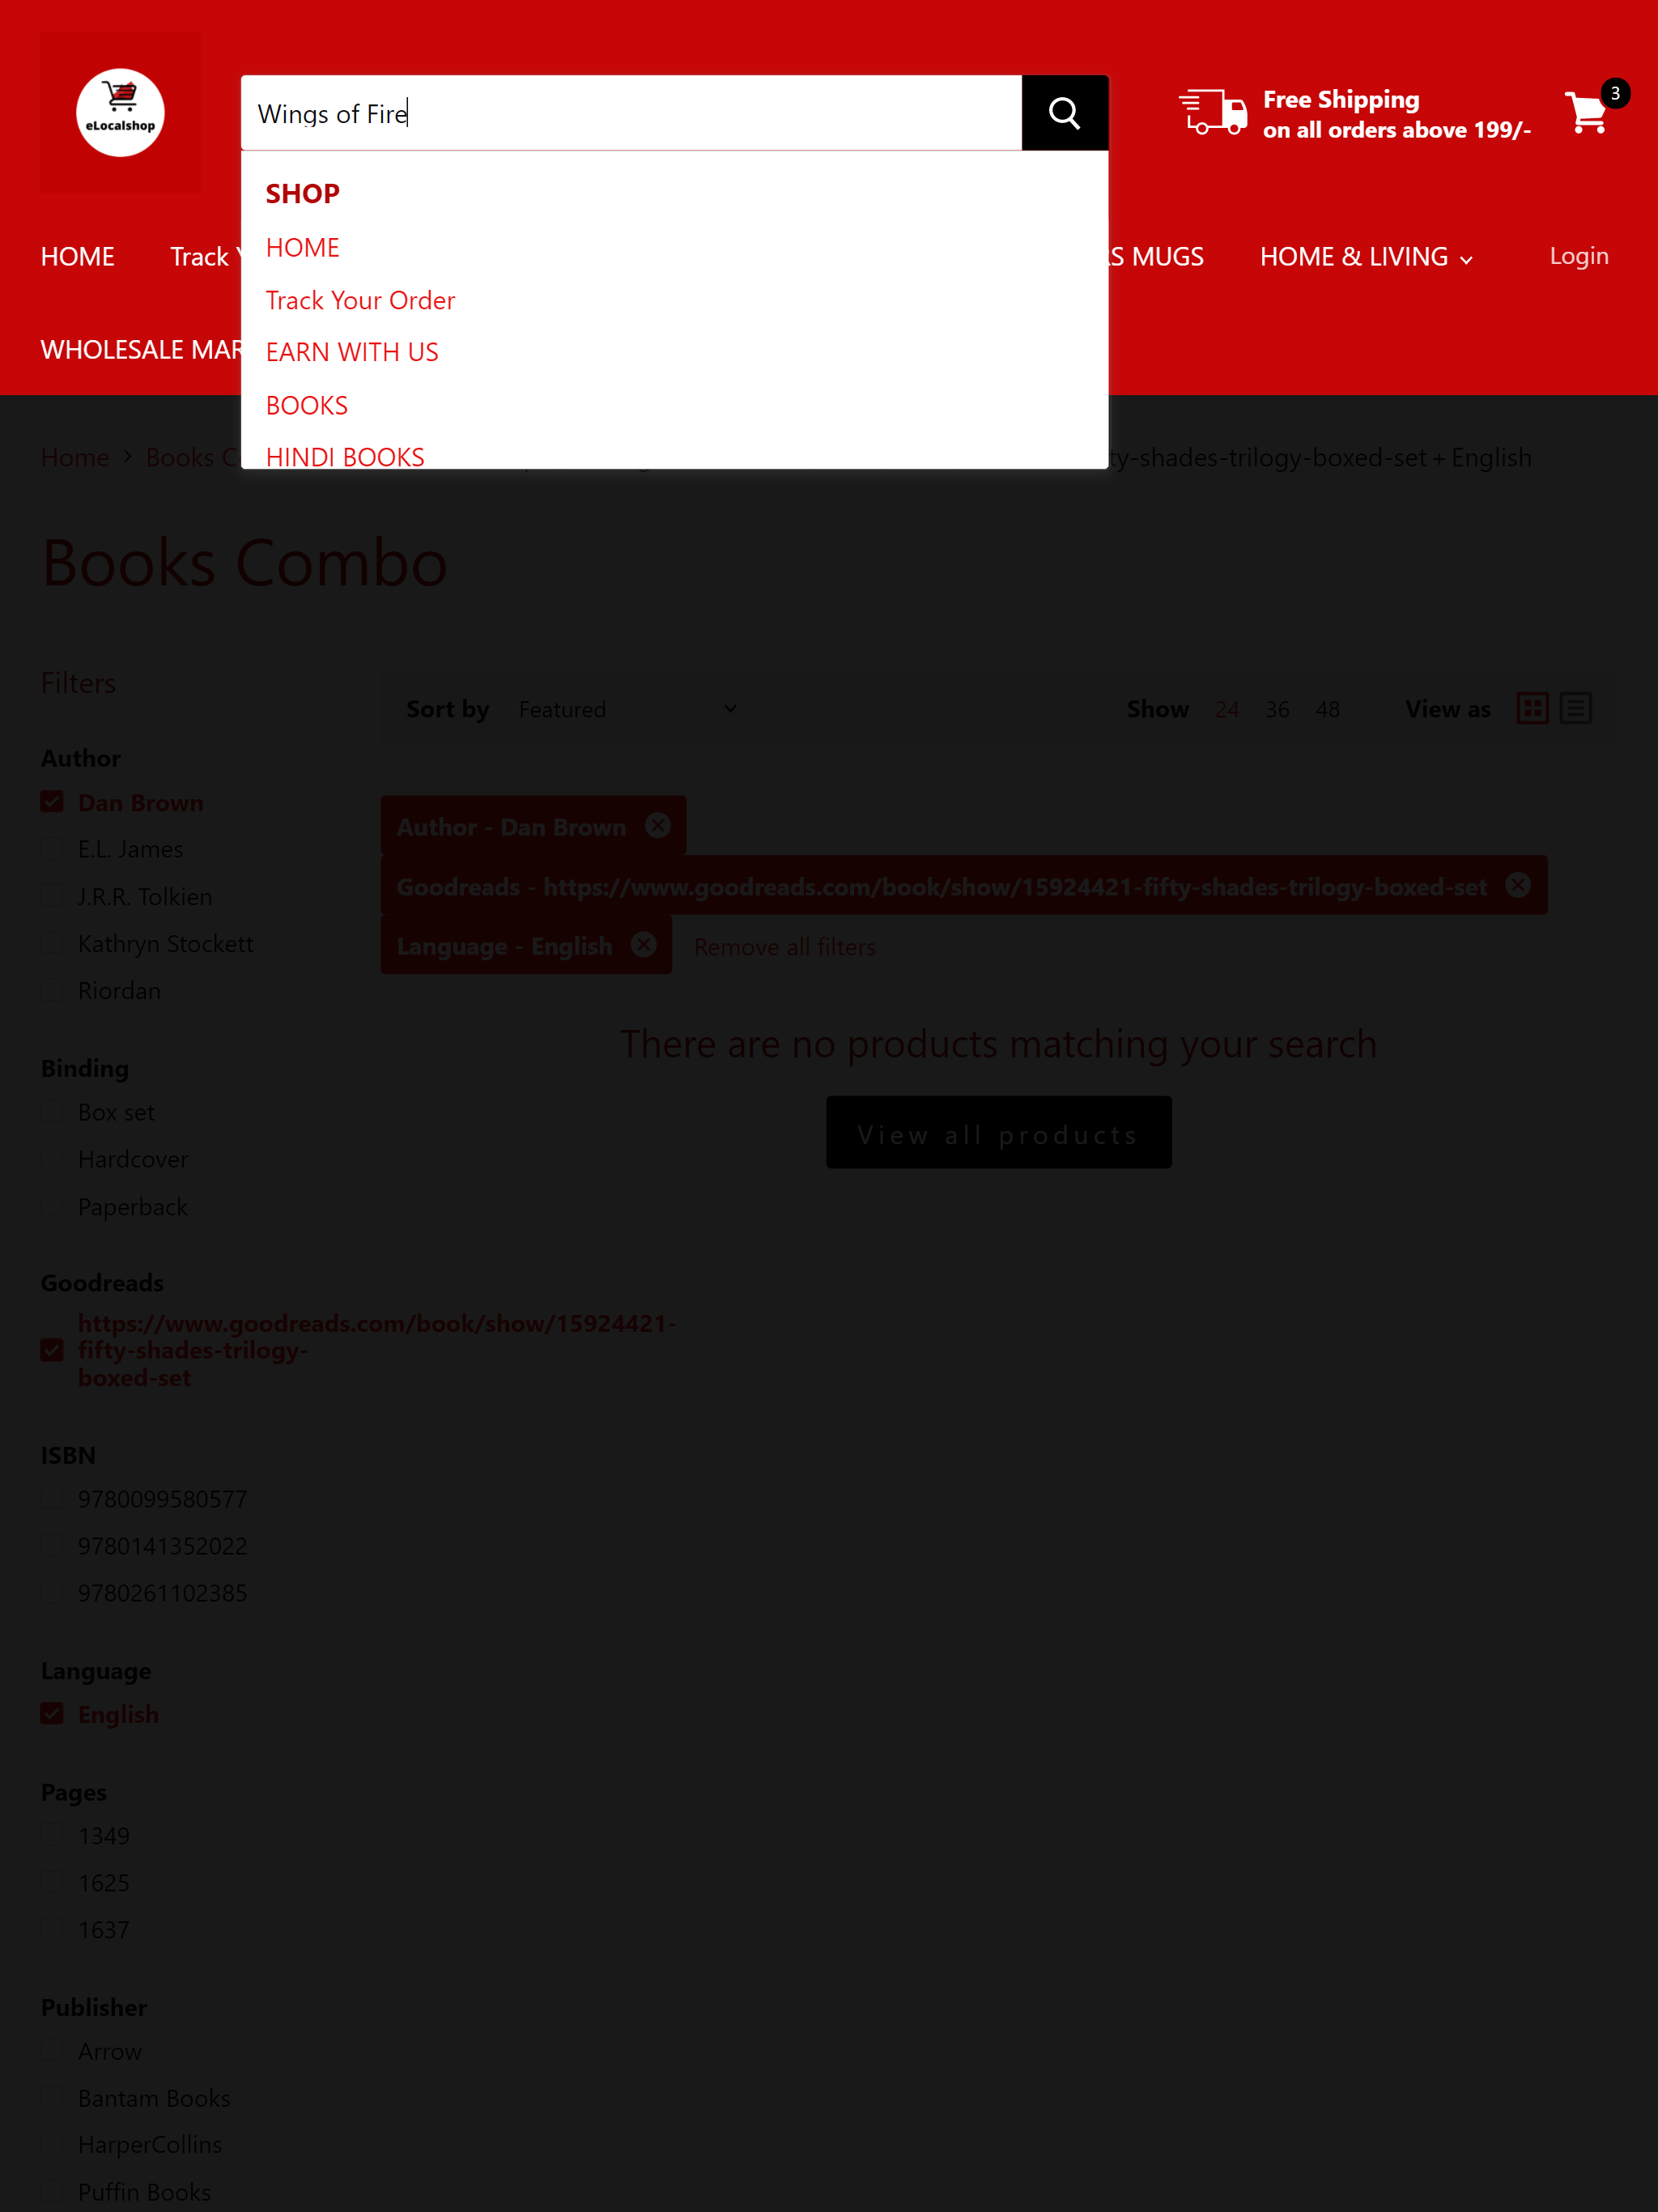 eLocalshop
Wings of Fire
Free Shipping
on all orders above 199/-
3
SHOP
HOME
Track Your Order
EARN WITH US
BOOKS
HINDI BOOKS
HOME
Track
MUGS
HOME & LIVING
Login
WHOLESALE
Home
Books
ty-shades-trilogy-boxed-set + English
Books Combo
Filters
Sort by Featured
Show 24 36 48
View as
Author
Dan Brown
E.L. James
J.R.R. Tolkien
Kathryn Stockett
Riordan
Author - Dan Brown
Goodreads - https://www.goodreads.com/book/show/15924421-fifty-shades-trilogy-boxed-set
Language - English
Remove all filters
There are no products matching your search
View all products
Binding
Box set
Hardcover
Paperback
Goodreads
https://www.goodreads.com/book/show/15924421-
fifty-shades-trilogy-
boxed-set
ISBN
9780099580577
9780141352022
9780261102385
Language
English
Pages
1349
1625
1637
Publisher
Arrow
Bantam Books
HarperCollins
Puffin Books